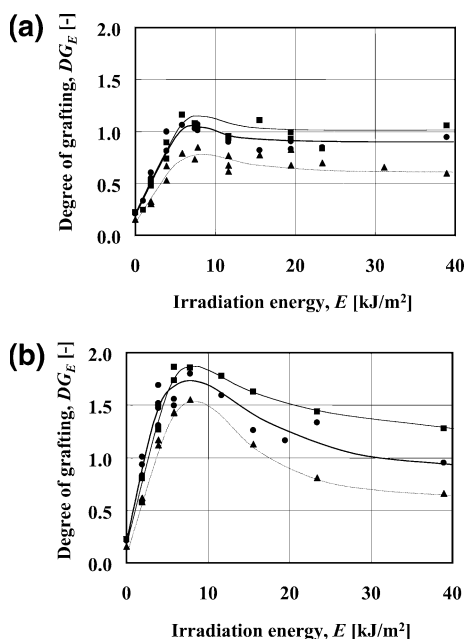 (a)
Degree of grafting, DG_E [-]
2.0
1.5
1.0
0.5
0.0
0 10 20 30 40
Irradiation energy, E [kJ/m²]
(b)
Degree of grafting, DG_E [-]
2.0
1.5
1.0
0.5
0.0
0 10 20 30 40
Irradiation energy, E [kJ/m²]